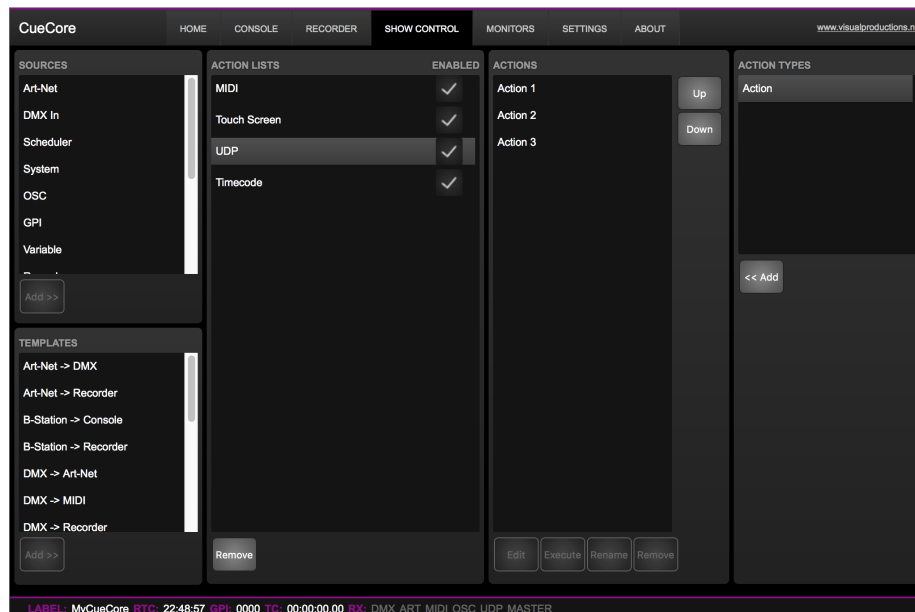 CueCore HOME CONSOLE RECORDER SHOW CONTROL MONITORS SETTINGS ABOUT www.visualproductions.n
SOURCES
Art-Net
DMX In
Scheduler
System
OSC
GPI
Variable
Add >>
TEMPLATES
Art-Net -> DMX
Art-Net -> Recorder
B-Station -> Console
B-Station -> Recorder
DMX -> Art-Net
DMX -> MIDI
DMX -> Recorder
Add >>
ACTION LISTS ENABLED
MIDI
Touch Screen
UDP
Timecode
Remove
ACTIONS
Action 1
Action 2
Action 3
Up
Down
Edit Execute Rename Remove
ACTION TYPES
Action
<< Add
LABEL: MyCueCore RTC: 22:48:57 GPI: 0000 TC: 00:00:00.00 RX: DMX ART MIDI OSC UDP MASTER